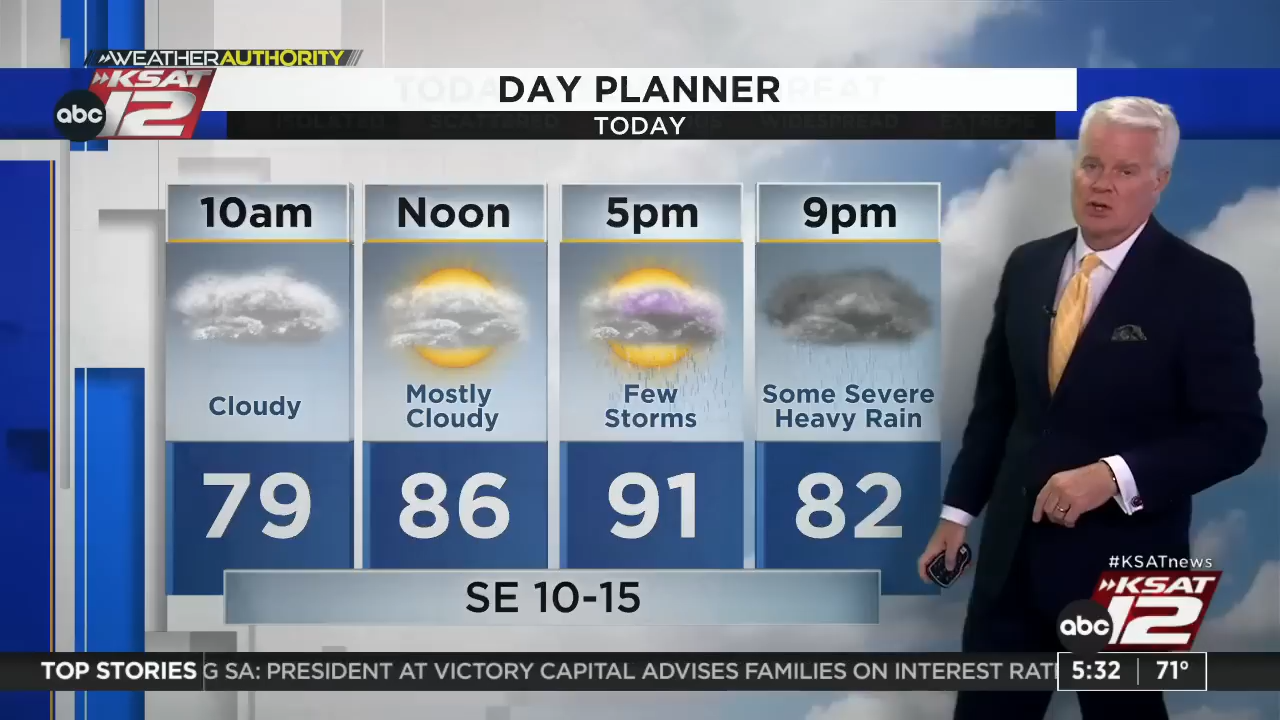 WEATHERAUTHORITY
KSAT
abc 12
DAY PLANNER
TODAY
10am Noon 5pm 9pm
Cloudy
Mostly
Cloudy
Few
Storms
Some Severe
Heavy Rain
79 86 91 82
SE 10-15
#KSATnews
KSAT
abc 12
TOP STORIES G SA: PRESIDENT AT VICTORY CAPITAL ADVISES FAMILIES ON INTEREST RAT
5:32 71°